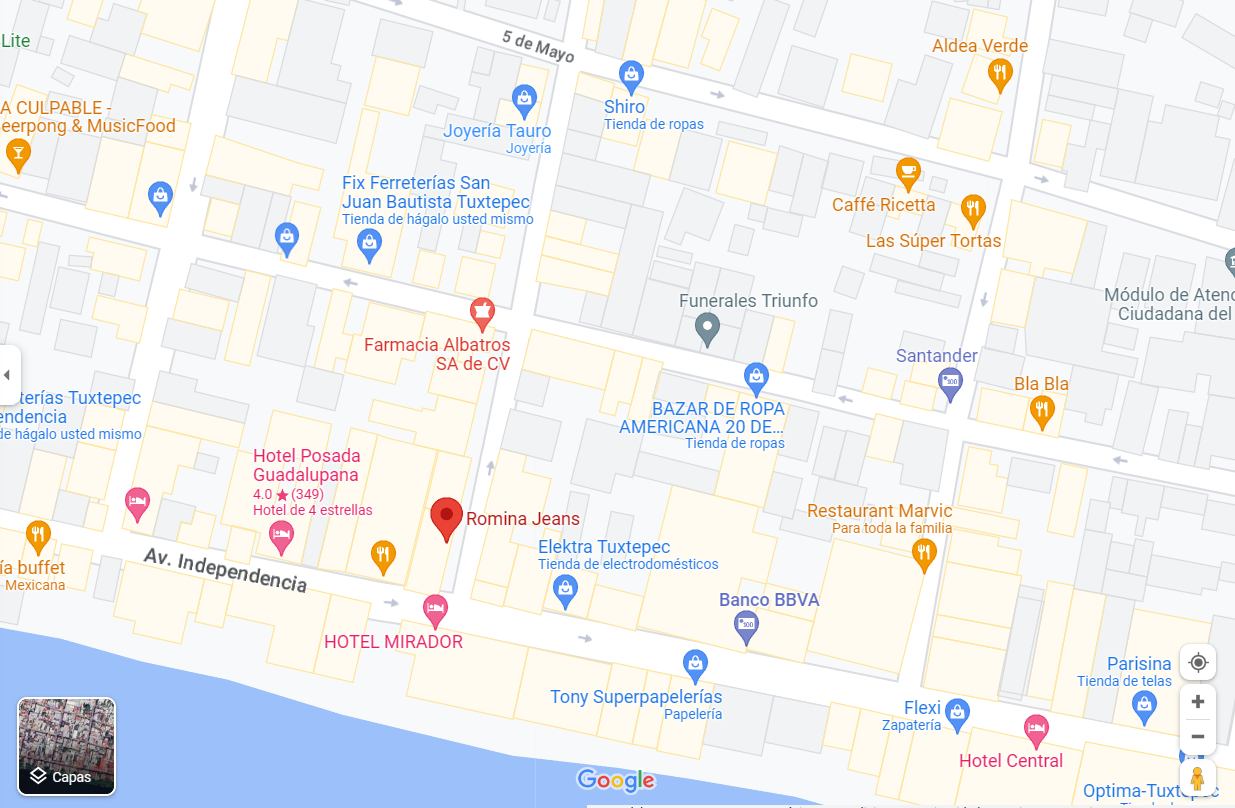 Lite
5 de Mayo
Aldea Verde
Shiro
Tienda de ropas
A CULPABLE -
eerpong & MusicFood
Joyería Tauro
Joyería
Fix Ferreterías San
Juan Bautista Tuxtepec
Tienda de hágalo usted mismo
Caffé Ricetta
Las Súper Tortas
Funerales Triunfo
Módulo de Atenc
Ciudadana del
Farmacia Albatros
SA de CV
Santander
Bla Bla
terías Tuxtepec
endencia
de hágalo usted mismo
BAZAR DE ROPA
AMERICANA 20 DE...
Tienda de ropas
Hotel Posada
Guadalupana
4.0 ★ (349)
Hotel de 4 estrellas
Romina Jeans
Restaurant Marvic
Para toda la familia
Elektra Tuxtepec
Tienda de electrodomésticos
ía buffet
Mexicana
Av. Independencia
Banco BBVA
HOTEL MIRADOR
Tony Superpapelerías
Papelería
Parisina
Tienda de telas
Flexi
Zapatería
Hotel Central
Capas
Google
Optima-Tuxtepec